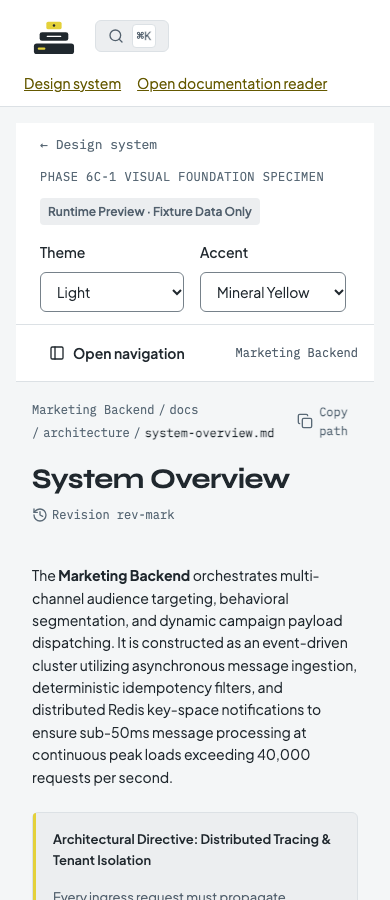 ⌘K
Design system Open documentation reader
← Design system
PHASE 6C-1 VISUAL FOUNDATION SPECIMEN
Runtime Preview · Fixture Data Only
Theme Accent
Light Mineral Yellow
Open navigation Marketing Backend
Marketing Backend / docs
/ architecture / system-overview.md
Copy path
System Overview
Revision rev-mark
The Marketing Backend orchestrates multi-
channel audience targeting, behavioral
segmentation, and dynamic campaign payload
dispatching. It is constructed as an event-driven
cluster utilizing asynchronous message ingestion,
deterministic idempotency filters, and
distributed Redis key-space notifications to
ensure sub-50ms message processing at
continuous peak loads exceeding 40,000
requests per second.
Architectural Directive: Distributed Tracing &
Tenant Isolation
Every ingress request must propagate